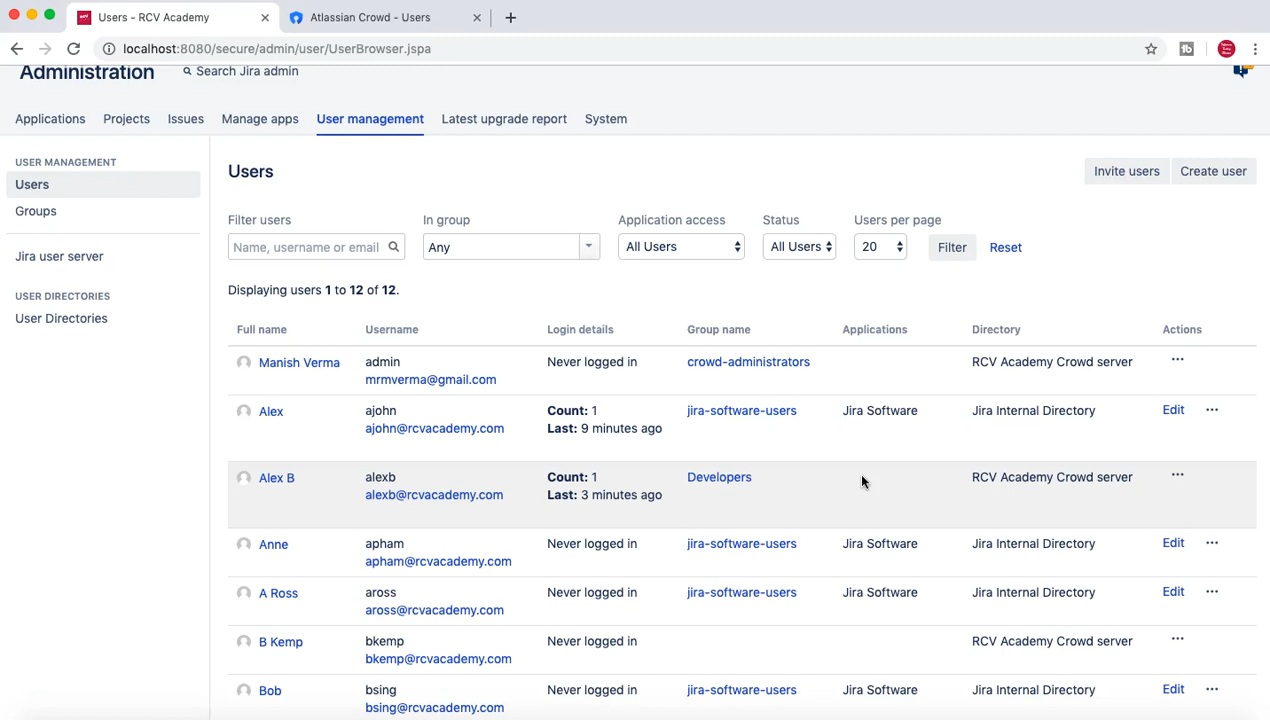 Users - RCV Academy
Atlassian Crowd - Users
localhost:8080/secure/admin/user/UserBrowser.jspa
Administration
Search Jira admin
Applications Projects Issues Manage apps User management Latest upgrade report System
USER MANAGEMENT
Users
Groups
Jira user server
USER DIRECTORIES
User Directories
Users
Invite users Create user
Filter users In group Application access Status Users per page
Name, username or email Any All Users All Users 20 Filter Reset
Displaying users 1 to 12 of 12.
Full name Username Login details Group name Applications Directory Actions
Manish Verma admin Never logged in crowd-administrators RCV Academy Crowd server ···
mrmverma@gmail.com
Alex ajohn Count: 1 jira-software-users Jira Software Jira Internal Directory Edit ···
ajohn@rcvacademy.com Last: 9 minutes ago
Alex B alexb Count: 1 Developers RCV Academy Crowd server ···
alexb@rcvacademy.com Last: 3 minutes ago
Anne apham Never logged in jira-software-users Jira Software Jira Internal Directory Edit ···
apham@rcvacademy.com
A Ross aross Never logged in jira-software-users Jira Software Jira Internal Directory Edit ···
aross@rcvacademy.com
B Kemp bkemp Never logged in RCV Academy Crowd server ···
bkemp@rcvacademy.com
Bob bsing Never logged in jira-software-users Jira Software Jira Internal Directory Edit ···
bsing@rcvacademy.com